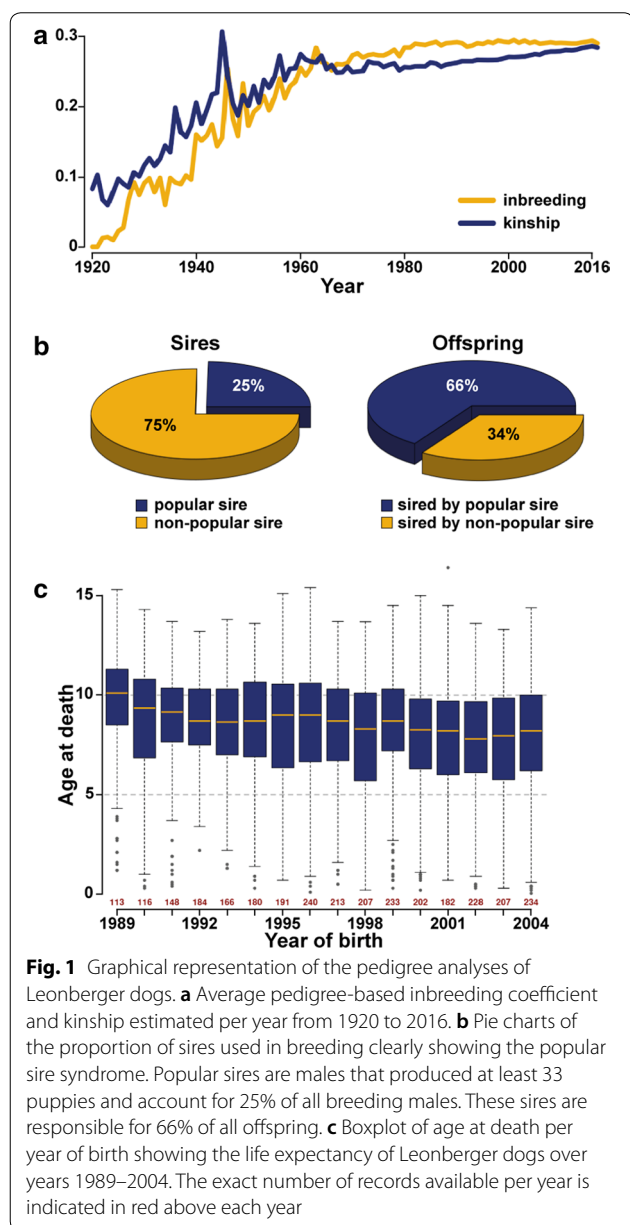 a
0.3
0.2
0.1
0
inbreeding
kinship
1920 1940 1960 1980 2000 2016
Year
b
Sires Offspring
25%
75%
66%
34%
popular sire
non-popular sire
sired by popular sire
sired by non-popular sire
c
15
10
5
0
Age at death
113 116 148 184 166 180 191 240 213 207 233 202 182 228 207 234
1989 1992 1995 1998 2001 2004
Year of birth
Fig. 1 Graphical representation of the pedigree analyses of
Leonberger dogs. a Average pedigree-based inbreeding coefficient
and kinship estimated per year from 1920 to 2016. b Pie charts of
the proportion of sires used in breeding clearly showing the popular
sire syndrome. Popular sires are males that produced at least 33
puppies and account for 25% of all breeding males. These sires are
responsible for 66% of all offspring. c Boxplot of age at death per
year of birth showing the life expectancy of Leonberger dogs over
years 1989–2004. The exact number of records available per year is
indicated in red above each year